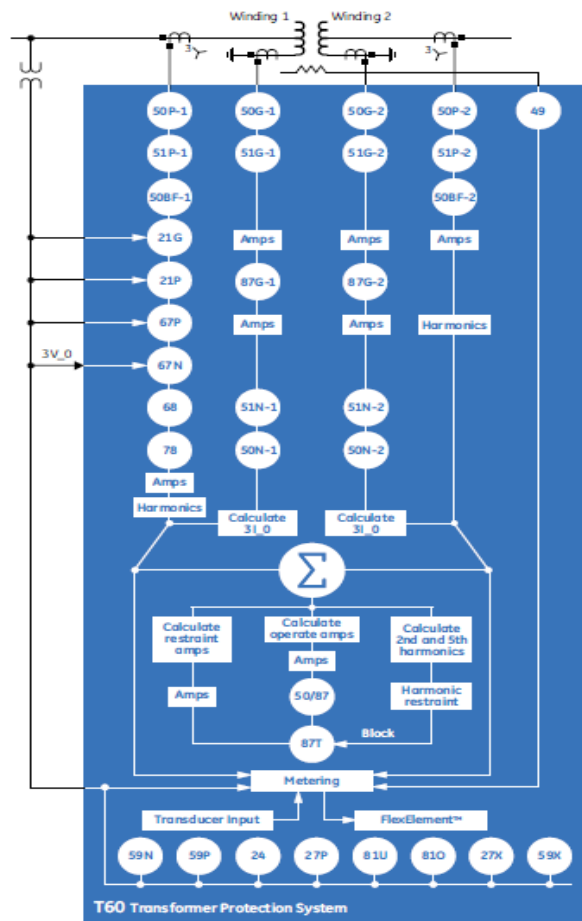 Winding 1 Winding 2
3 3
50P-1 50G-1 50G-2 50P-2 49
51P-1 51G-1 51G-2 51P-2
50BF-1 50BF-2
21G Amps Amps Amps
21P 87G-1 87G-2
67P Amps Amps Harmonics
3V_0 67N
68 51N-1 51N-2
78 50N-1 50N-2
Amps
Harmonics Calculate 3I_0 Calculate 3I_0
Σ
Calculate restraint amps Calculate operate amps Calculate 2nd and 5th harmonics
Amps
Amps 50/87 Harmonic restraint
87T Block
Metering
Transducer Input FlexElement™
59N 59P 24 27P 81U 81O 27X 59X
T60 Transformer Protection System